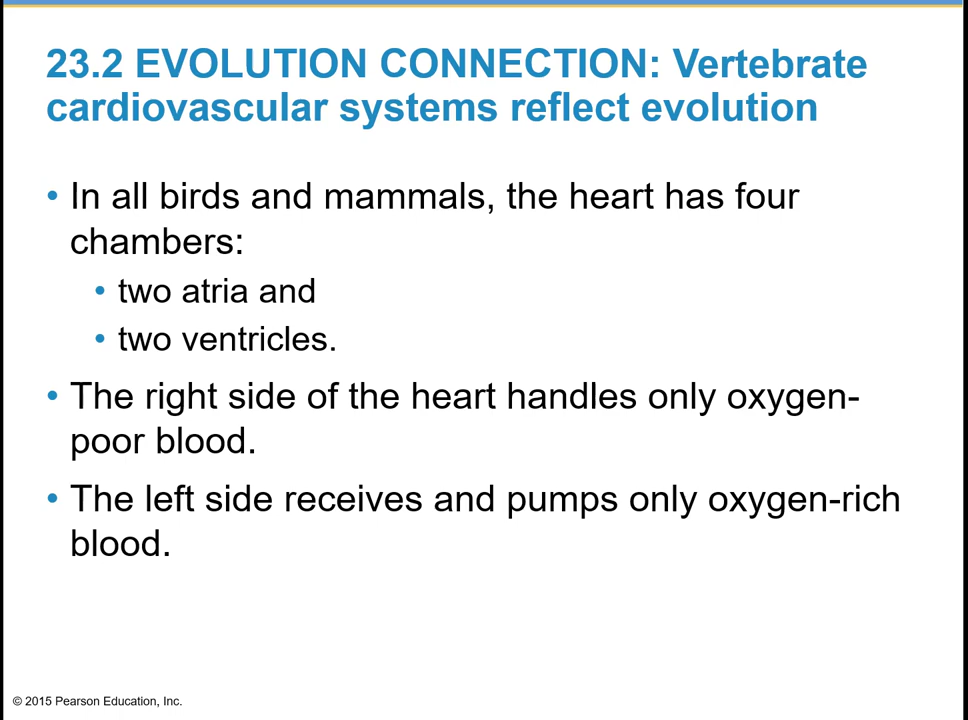 23.2 EVOLUTION CONNECTION: Vertebrate
cardiovascular systems reflect evolution
• In all birds and mammals, the heart has four
chambers:
• two atria and
• two ventricles.
• The right side of the heart handles only oxygen-
poor blood.
• The left side receives and pumps only oxygen-rich
blood.
© 2015 Pearson Education, Inc.